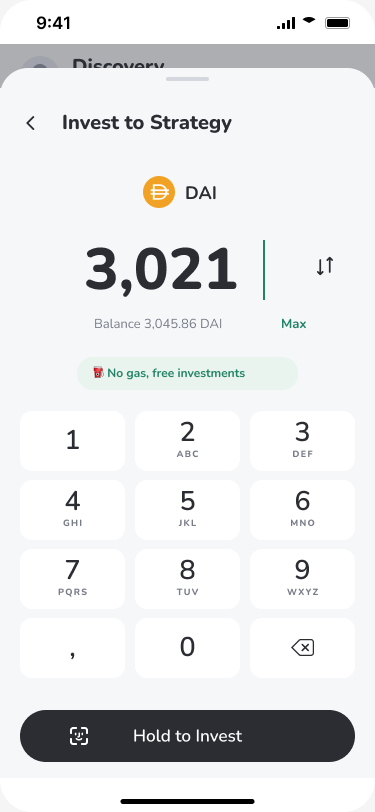 9:41
Discovery
Invest to Strategy
DAI
3,021
Balance 3,045.86 DAI Max
No gas, free investments
1 2 3
ABC DEF
4 5 6
GHI JKL MNO
7 8 9
PQRS TUV WXYZ
, 0
Hold to Invest